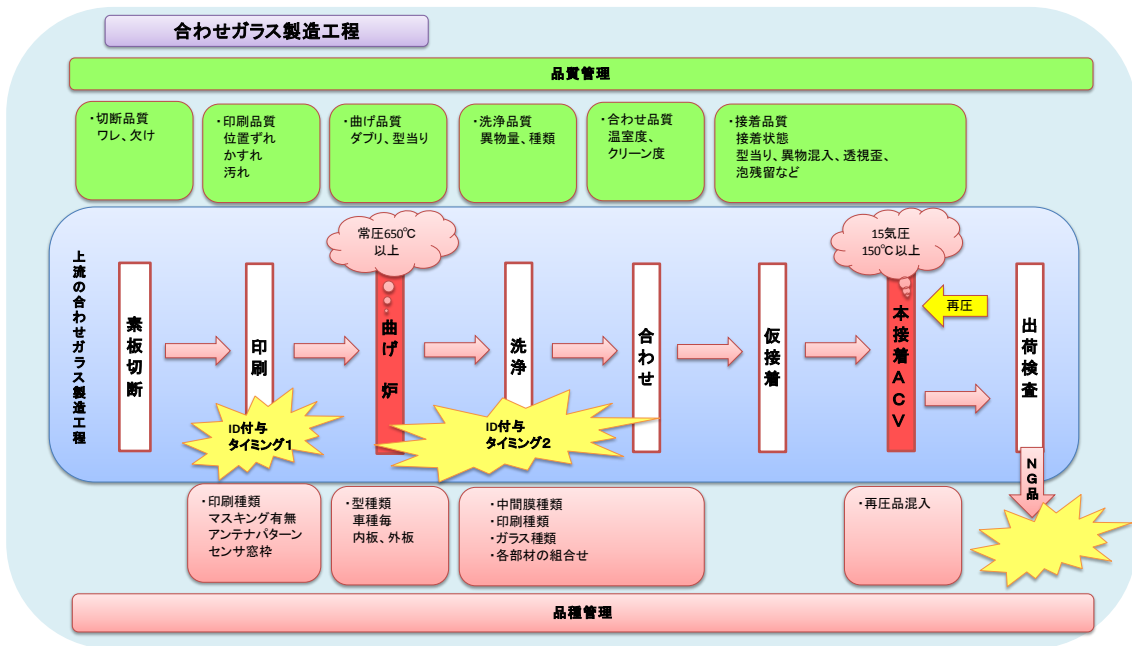 合わせガラス製造工程
品質管理
・切断品質
ワレ、欠け
・印刷品質
位置ずれ
かすれ
汚れ
・曲げ品質
ダブリ、型当り
・洗浄品質
異物量、種類
・合わせ品質
温室度、
クリーン度
・接着品質
接着状態
型当り、異物混入、透視歪、
泡残留など
上流の合わせガラス製造工程
常圧650℃
以上
15気圧
150℃以上
素板切断
印刷
曲げ 炉
洗浄
合わせ
仮接着
本接着ACV
再圧
出荷検査
ID付与
タイミング1
ID付与
タイミング2
NG品
・印刷種類
マスキング有無
アンテナパターン
センサ窓枠
・型種類
車種毎
内板、外板
・中間膜種類
・印刷種類
・ガラス種類
・各部材の組合せ
・再圧品混入
品種管理